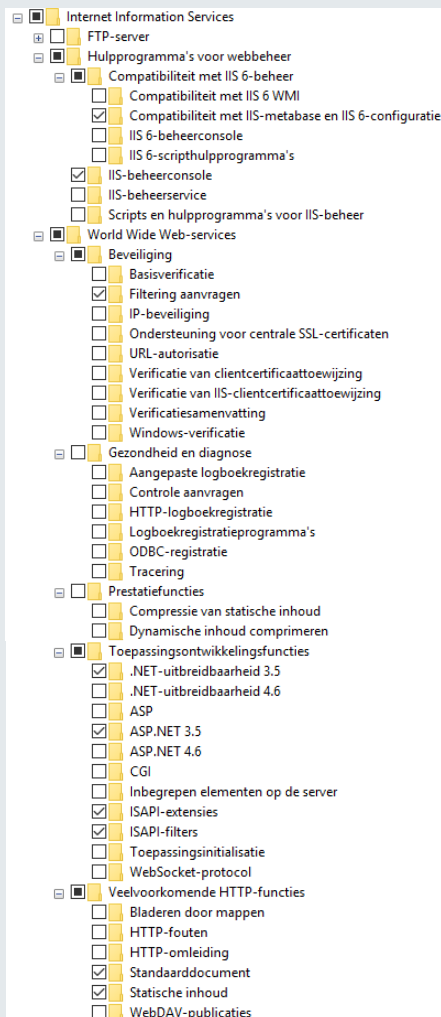 Internet Information Services
FTP-server
Hulpprogramma's voor webbeheer
Compatibiliteit met IIS 6-beheer
Compatibiliteit met IIS 6 WMI
Compatibiliteit met IIS-metabase en IIS 6-configuratie
IIS 6-beheerconsole
IIS 6-scripthulpprogramma's
IIS-beheerconsole
IIS-beheerservice
Scripts en hulpprogramma's voor IIS-beheer
World Wide Web-services
Beveiliging
Basisverificatie
Filtering aanvragen
IP-beveiliging
Ondersteuning voor centrale SSL-certificaten
URL-autorisatie
Verificatie van clientcertificaattoewijzing
Verificatie van IIS-clientcertificaattoewijzing
Verificatiesamenvatting
Windows-verificatie
Gezondheid en diagnose
Aangepaste logboekregistratie
Controle aanvragen
HTTP-logboekregistratie
Logboekregistratieprogramma's
ODBC-registratie
Tracering
Prestatiefuncties
Compressie van statische inhoud
Dynamische inhoud comprimeren
Toepassingsontwikkelingsfuncties
.NET-uitbreidbaarheid 3.5
.NET-uitbreidbaarheid 4.6
ASP
ASP.NET 3.5
ASP.NET 4.6
CGI
Inbegrepen elementen op de server
ISAPI-extensies
ISAPI-filters
Toepassingsinitialisatie
WebSocket-protocol
Veelvoorkomende HTTP-functies
Bladeren door mappen
HTTP-fouten
HTTP-omleiding
Standaarddocument
Statische inhoud
WebDAV-publicaties